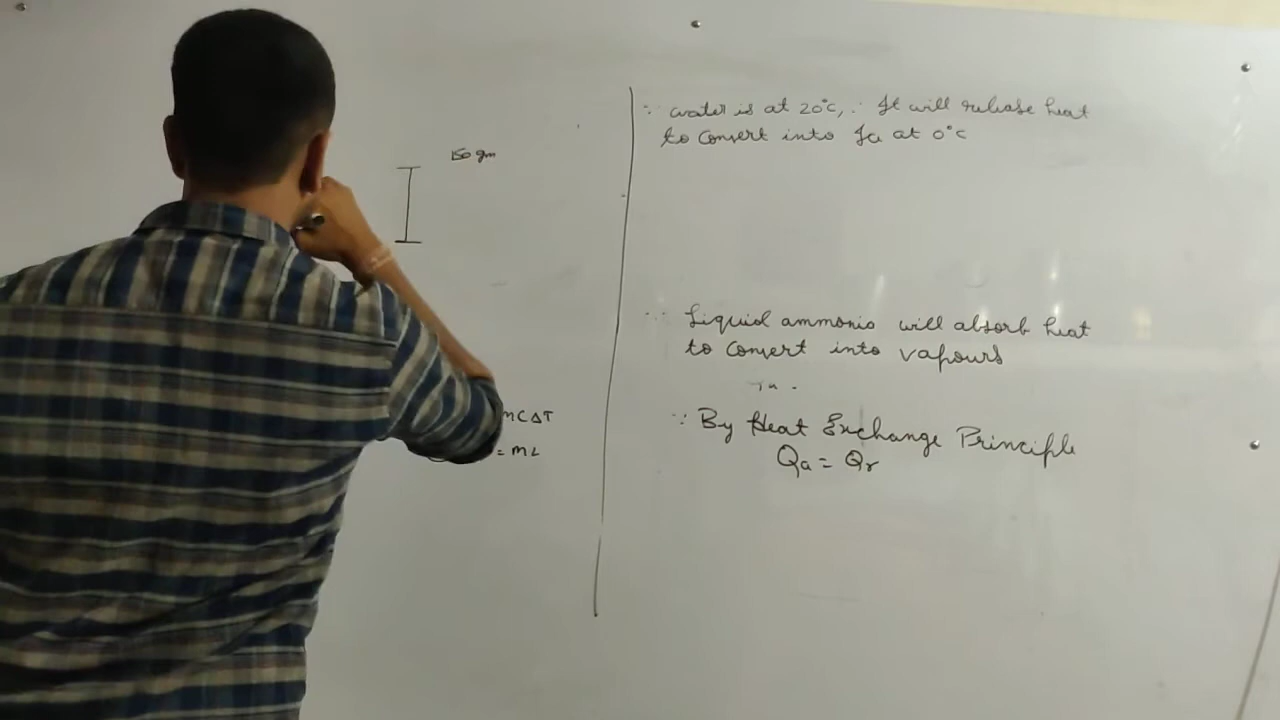 150 gm
mCΔT
= mL
∵ water is at 20°C, ∴ It will release heat
to convert into Ice at 0°C
∵ Liquid ammonia will absorb heat
to convert into vapours
∵ By Heat Exchange Principle
Qa = Qr